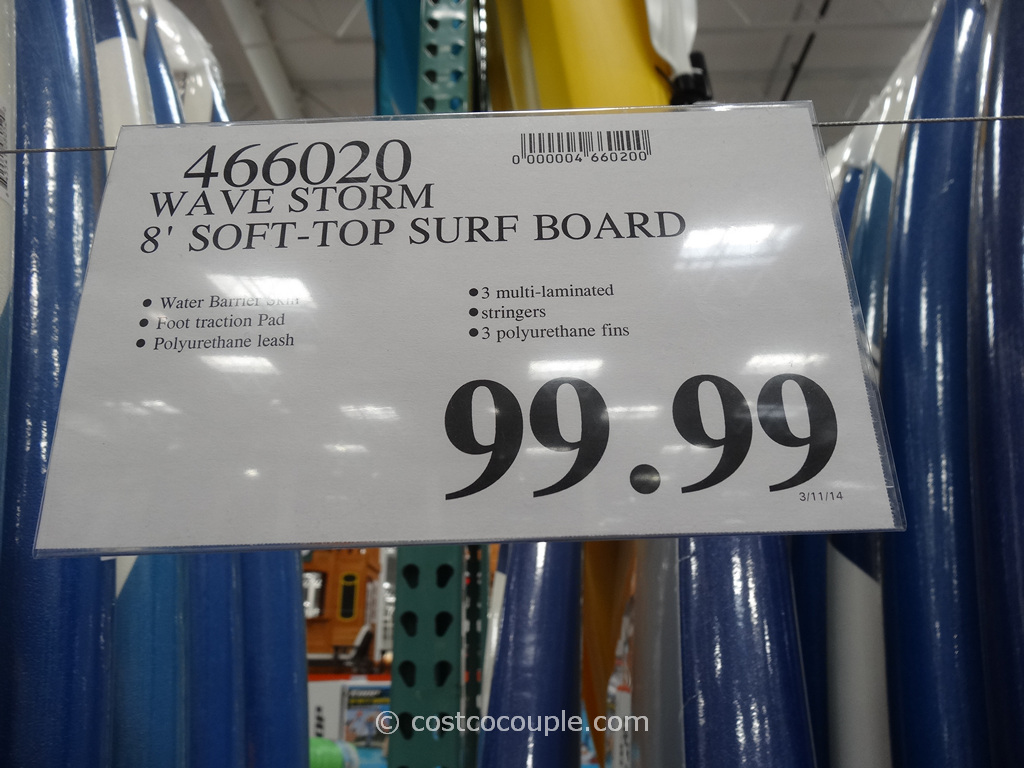 466020
WAVE STORM
8' SOFT-TOP SURF BOARD
0 000004 660200
• Water Barrier Skin
• Foot traction Pad
• Polyurethane leash
• 3 multi-laminated
• stringers
• 3 polyurethane fins
99.99
3/11/14
© costcocouple.com